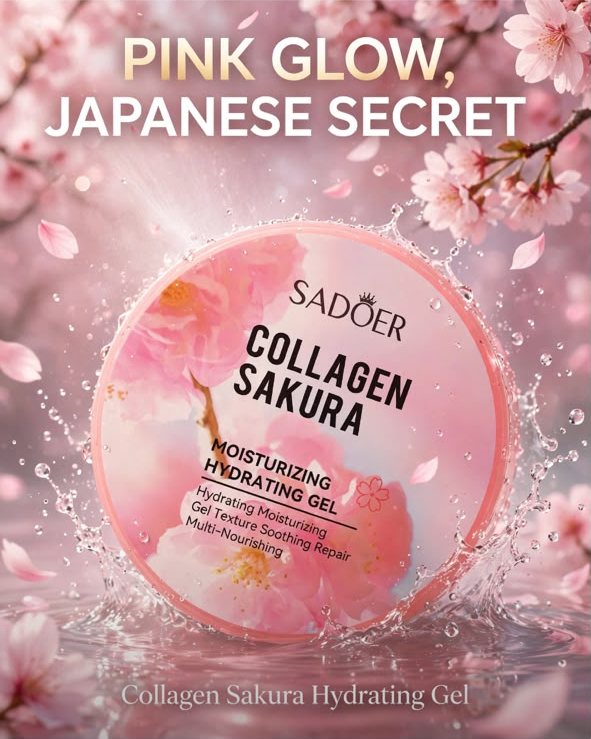 PINK GLOW,
JAPANESE SECRET
SADOER
COLLAGEN
SAKURA
MOISTURIZING
HYDRATING GEL
Hydrating Moisturizing
Gel Texture Soothing Repair
Multi-Nourishing
Collagen Sakura Hydrating Gel